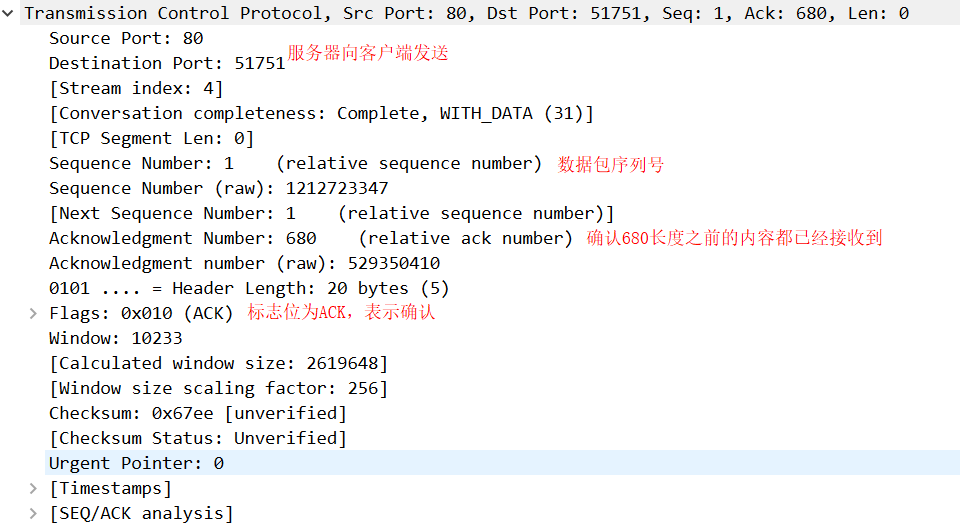 Transmission Control Protocol, Src Port: 80, Dst Port: 51751, Seq: 1, Ack: 680, Len: 0
Source Port: 80
Destination Port: 51751 服务器向客户端发送
[Stream index: 4]
[Conversation completeness: Complete, WITH_DATA (31)]
[TCP Segment Len: 0]
Sequence Number: 1    (relative sequence number) 数据包序列号
Sequence Number (raw): 1212723347
[Next Sequence Number: 1    (relative sequence number)]
Acknowledgment Number: 680    (relative ack number) 确认680长度之前的内容都已经接收到
Acknowledgment number (raw): 529350410
0101 .... = Header Length: 20 bytes (5)
Flags: 0x010 (ACK) 标志位为ACK，表示确认
Window: 10233
[Calculated window size: 2619648]
[Window size scaling factor: 256]
Checksum: 0x67ee [unverified]
[Checksum Status: Unverified]
Urgent Pointer: 0
[Timestamps]
[SEQ/ACK analysis]